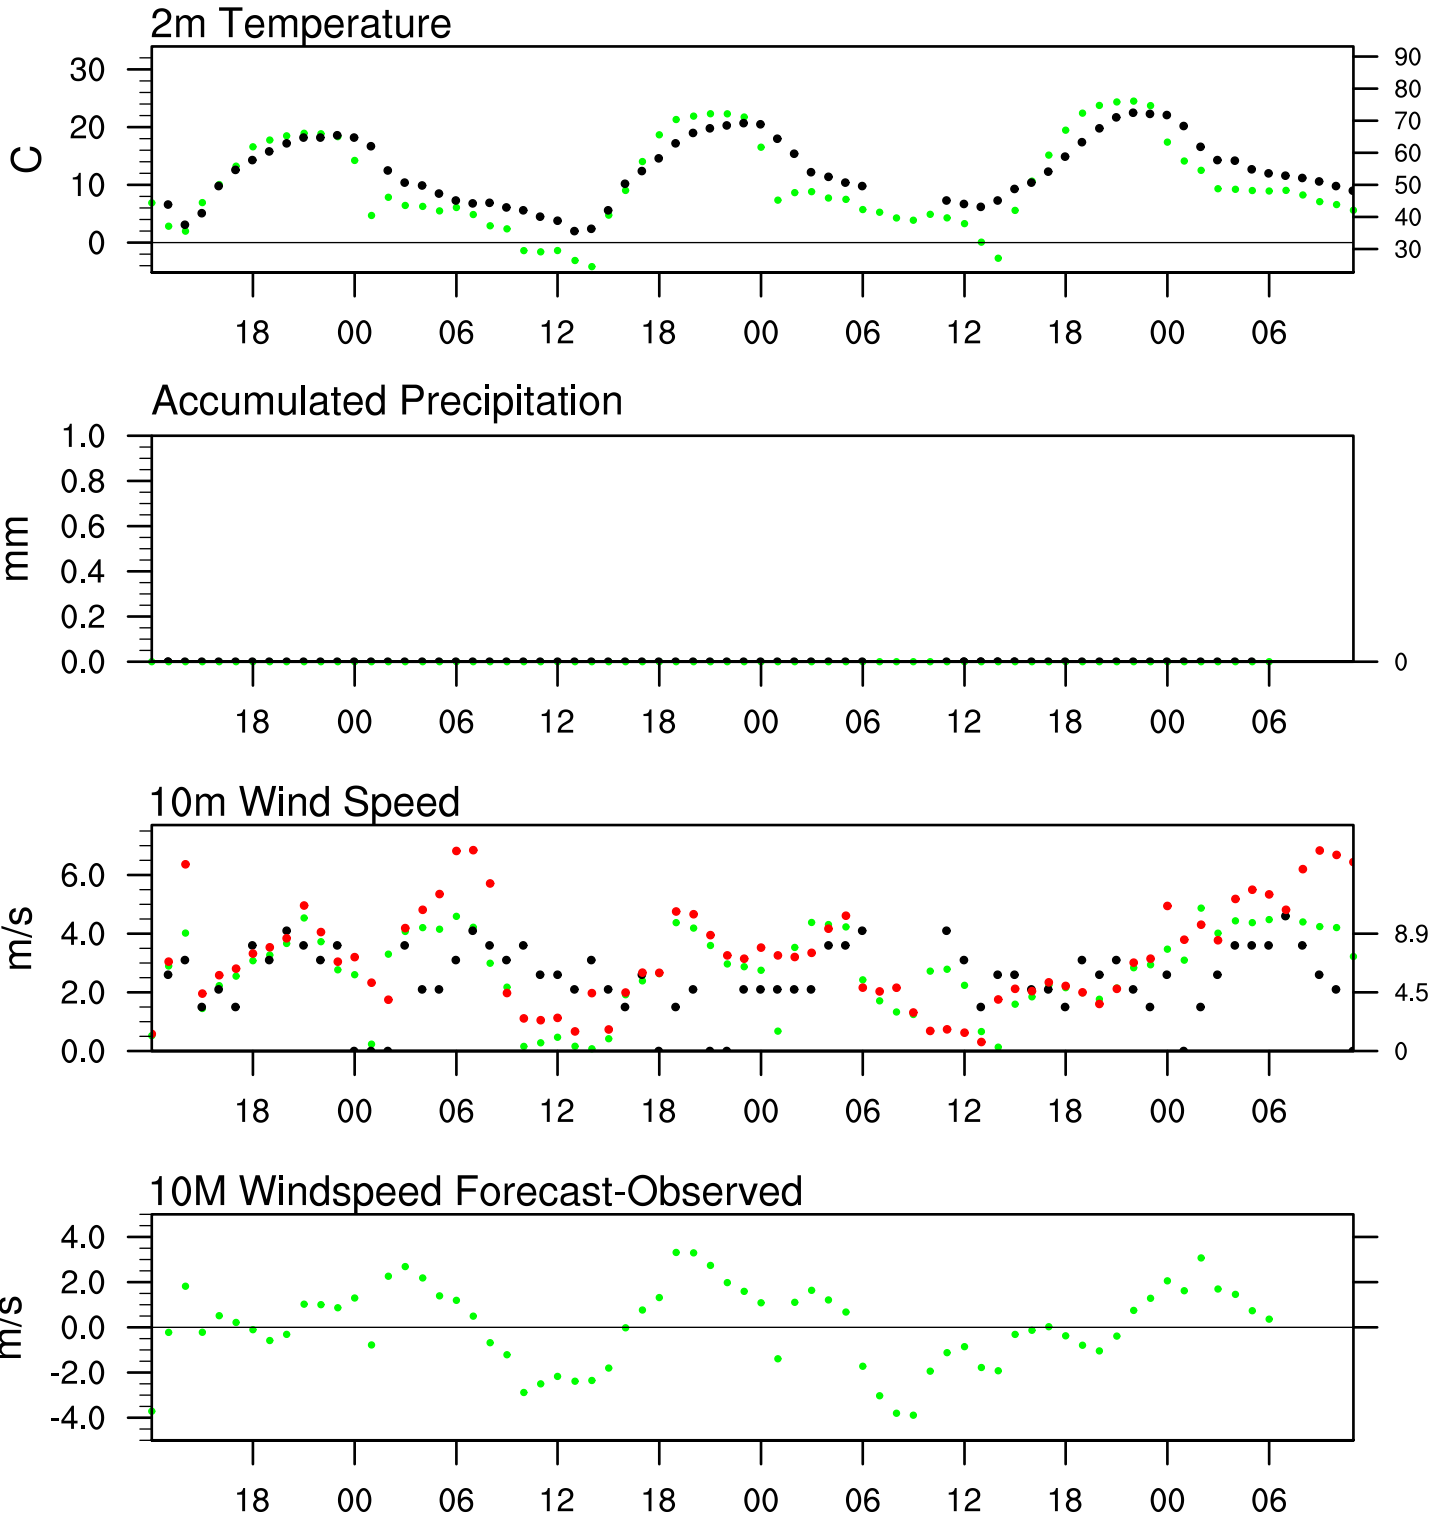 2m Temperature
30 90
80
20 70
C 60
10 50
40
0 30
18 00 06 12 18 00 06 12 18 00 06
Accumulated Precipitation
1.0
0.8
0.6
mm
0.4
0.2
0.0 0
18 00 06 12 18 00 06 12 18 00 06
10m Wind Speed
6.0
m/s
4.0 8.9
2.0 4.5
0.0 0
18 00 06 12 18 00 06 12 18 00 06
10M Windspeed Forecast-Observed
4.0
2.0
m/s 0.0
-2.0
-4.0
18 00 06 12 18 00 06 12 18 00 06